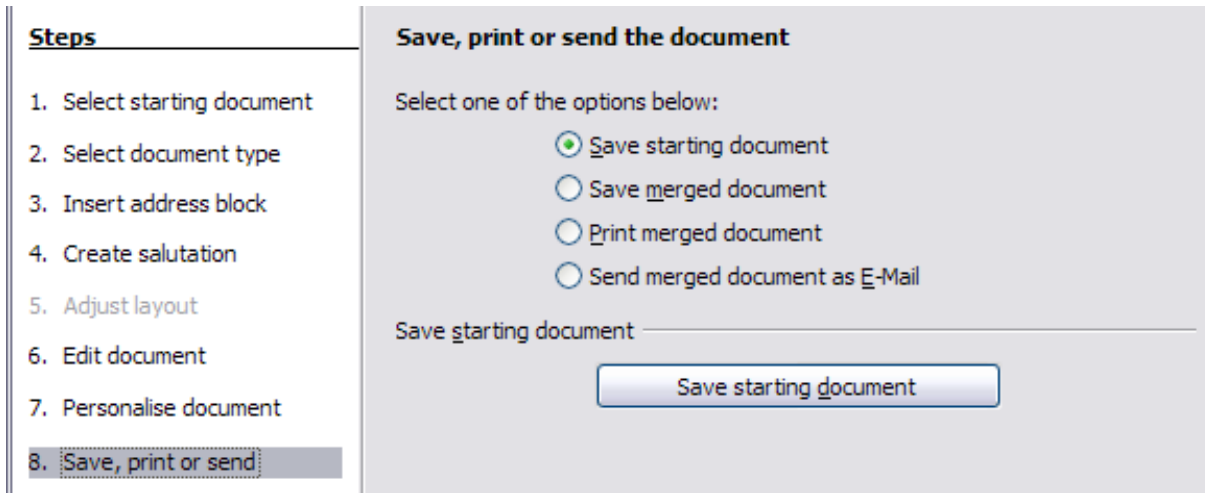 Steps
1. Select starting document
2. Select document type
3. Insert address block
4. Create salutation
5. Adjust layout
6. Edit document
7. Personalise document
8. Save, print or send
Save, print or send the document
Select one of the options below:
Save starting document
Save merged document
Print merged document
Send merged document as E-Mail
Save starting document
Save starting document